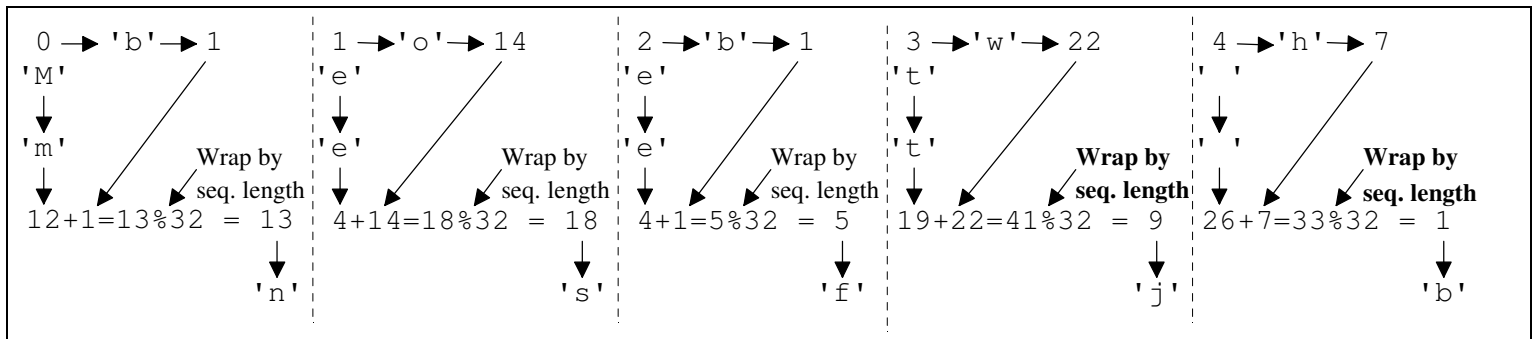 0 'b' 1
'M'
'm'
Wrap by
seq. length
12+1=13%32 = 13
'n'
1 'o' 14
'e'
'e'
Wrap by
seq. length
4+14=18%32 = 18
's'
2 'b' 1
'e'
'e'
Wrap by
seq. length
4+1=5%32 = 5
'f'
3 'w' 22
't'
't'
Wrap by
seq. length
19+22=41%32 = 9
'j'
4 'h' 7
' '
' '
Wrap by
seq. length
26+7=33%32 = 1
'b'